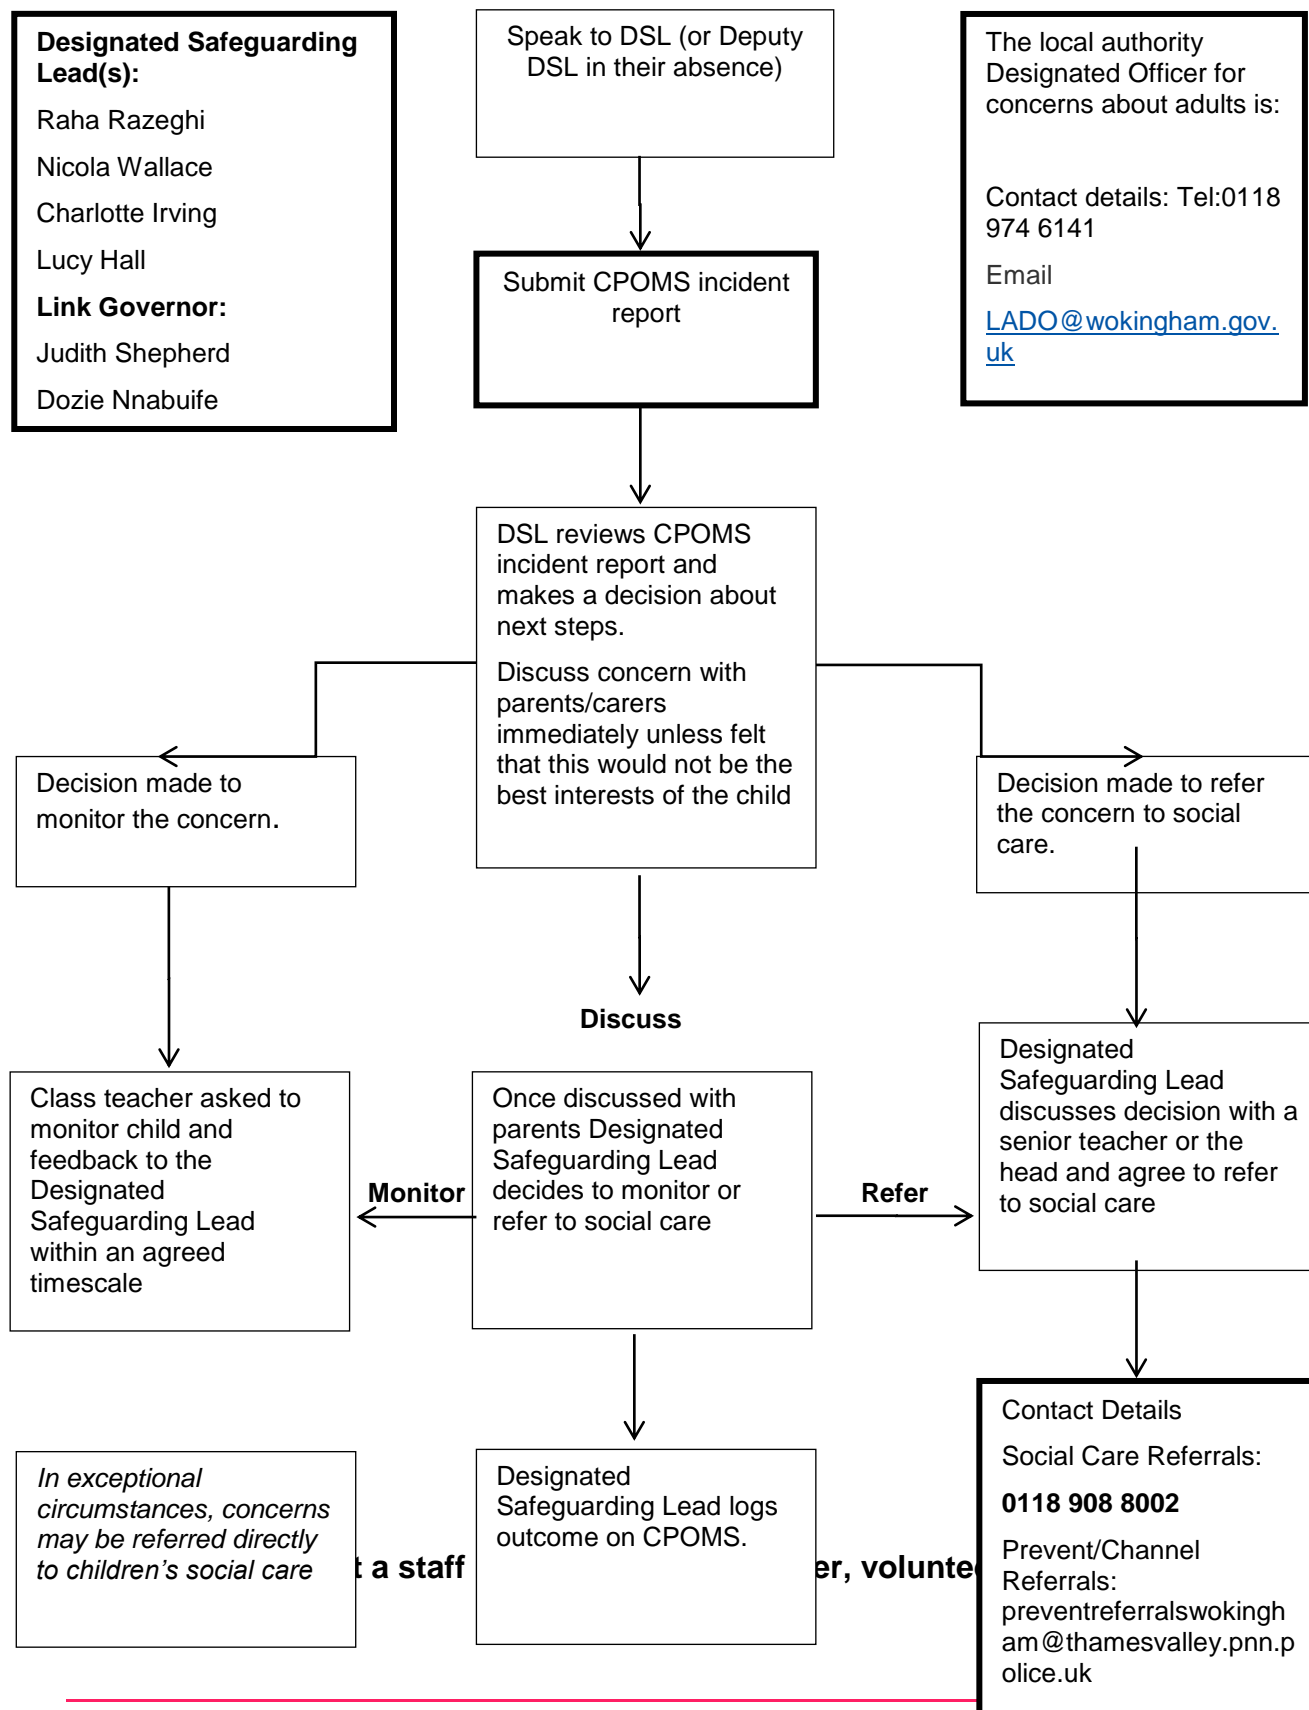 Designated Safeguarding
Lead(s):
Raha Razeghi
Nicola Wallace
Charlotte Irving
Lucy Hall
Link Governor:
Judith Shepherd
Dozie Nnabuife
Speak to DSL (or Deputy
DSL in their absence)
The local authority
Designated Officer for
concerns about adults is:
Contact details: Tel:0118
974 6141
Email
LADO@wokingham.gov.
uk
Submit CPOMS incident
report
DSL reviews CPOMS
incident report and
makes a decision about
next steps.
Discuss concern with
parents/carers
immediately unless felt
that this would not be the
best interests of the child
Decision made to
monitor the concern.
Decision made to refer
the concern to social
care.
Discuss
Class teacher asked to
monitor child and
feedback to the
Designated
Safeguarding Lead
within an agreed
timescale
Monitor
Once discussed with
parents Designated
Safeguarding Lead
decides to monitor or
refer to social care
Refer
Designated
Safeguarding Lead
discusses decision with a
senior teacher or the
head and agree to refer
to social care
In exceptional
circumstances, concerns
may be referred directly
to children's social care
Designated
Safeguarding Lead logs
outcome on CPOMS.
a staff
Contact Details
Social Care Referrals:
0118 908 8002
Prevent/Channel
Referrals:
preventreferralswokingh
am@thamesvalley.pnn.p
olice.uk